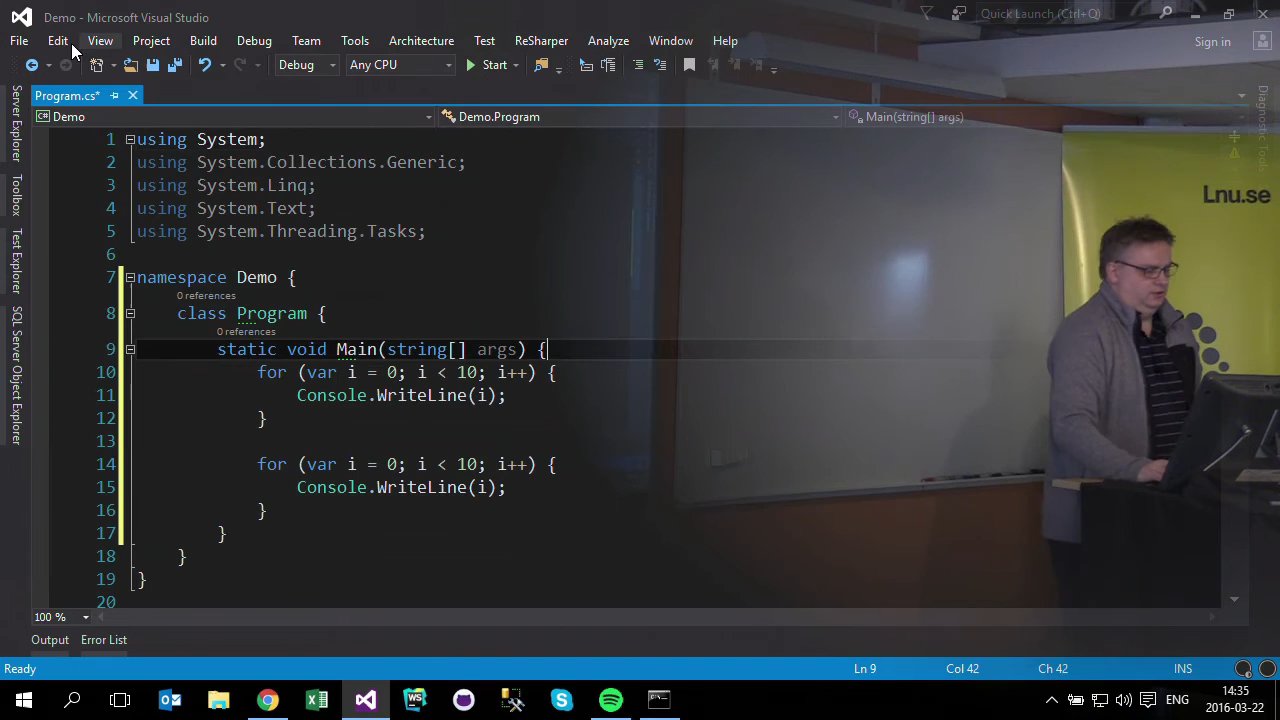 Demo - Microsoft Visual Studio
Quick Launch (Ctrl+Q)
File Edit View Project Build Debug Team Tools Architecture Test ReSharper Analyze Window Help
Sign in
Debug Any CPU Start
Program.cs*
Demo Demo.Program Main(string[] args)
Server Explorer
Toolbox
Test Explorer
SQL Server Object Explorer
Diagnostic Tools
1 using System;
2 using System.Collections.Generic;
3 using System.Linq;
4 using System.Text;
5 using System.Threading.Tasks;
6
7 namespace Demo {
0 references
8 class Program {
0 references
9 static void Main(string[] args) {
10 for (var i = 0; i < 10; i++) {
11 Console.WriteLine(i);
12 }
13
14 for (var i = 0; i < 10; i++) {
15 Console.WriteLine(i);
16 }
17 }
18 }
19 }
20
Lnu.se
100 %
Output Error List
Ready Ln 9 Col 42 Ch 42 INS
ENG
14:35
2016-03-22